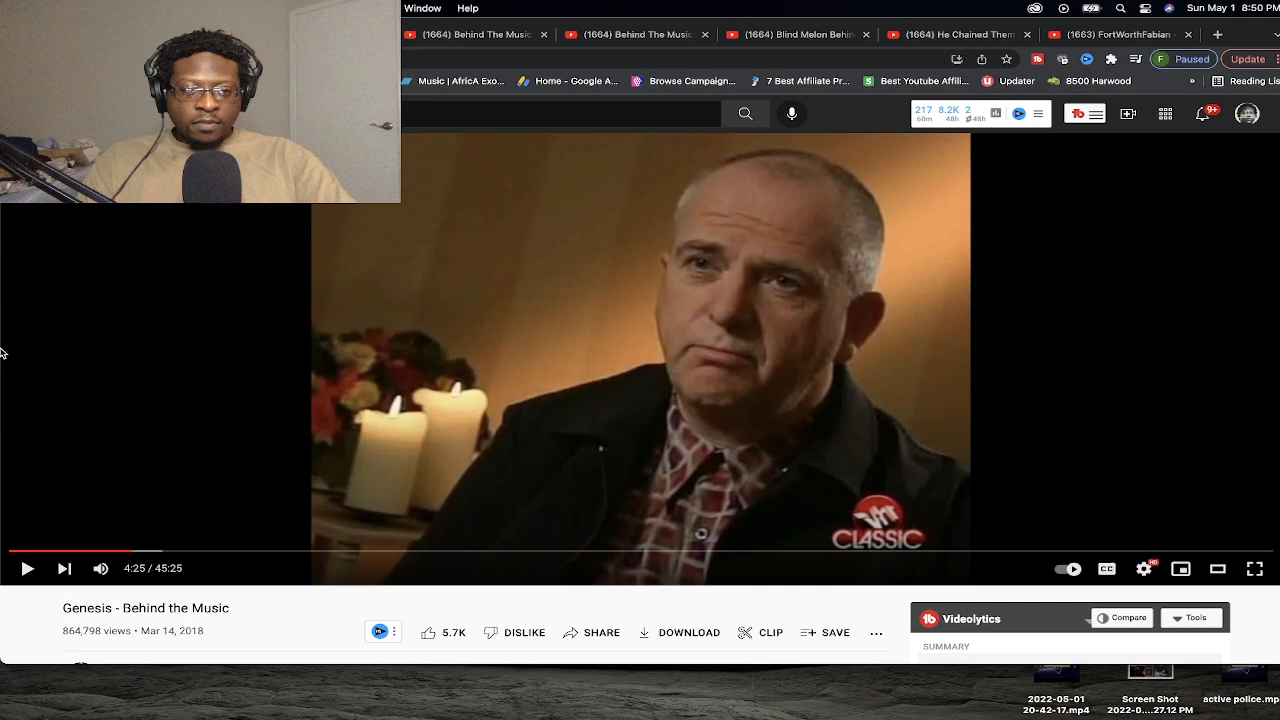 Window Help
Sun May 1 8:50 PM
(1664) Behind The Music
(1664) Behind The Music
(1664) Blind Melon Behin
(1664) He Chained Them
(1663) FortWorthFabian -
F Paused
Update
Music | AfricA Exo...
Home - Google A...
Browse Campaign...
7 Best Affiliate Pr...
Best Youtube Affili...
Updater
8500 Harwood
Reading List
217 8.2K 2
60m 48h 48h
9+
VH1
CLASSIC
4:25 / 45:25
CC
HD
Genesis - Behind the Music
864,798 views • Mar 14, 2018
5.7K
DISLIKE
SHARE
DOWNLOAD
CLIP
SAVE
Videolytics
Compare
Tools
SUMMARY
2022-05-01
20-42-17.mp4
Screen Shot
2022-0....27.12 PM
active police.mp